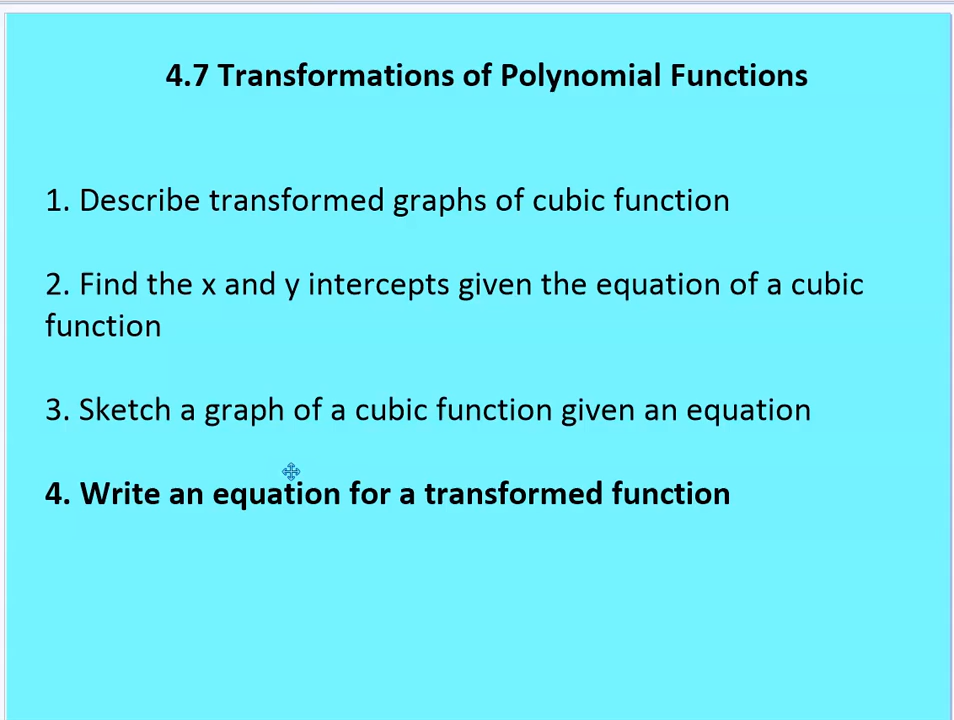 4.7 Transformations of Polynomial Functions
1. Describe transformed graphs of cubic function
2. Find the x and y intercepts given the equation of a cubic
function
3. Sketch a graph of a cubic function given an equation
4. Write an equation for a transformed function